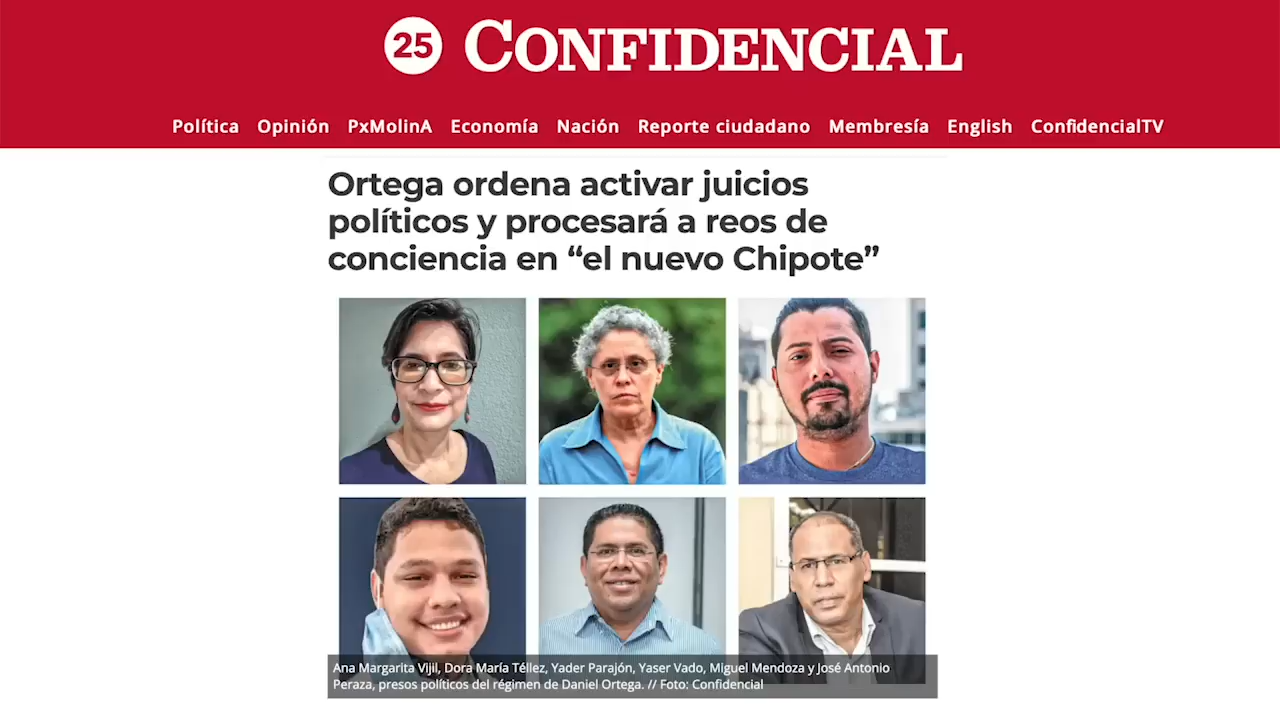 25 CONFIDENCIAL
Política Opinión PxMolinA Economía Nación Reporte ciudadano Membresía English ConfidencialTV
Ortega ordena activar juicios
políticos y procesará a reos de
conciencia en “el nuevo Chipote”
Ana Margarita Vijil, Dora María Téllez, Yader Parajón, Yaser Vado, Miguel Mendoza y José Antonio
Peraza, presos políticos del régimen de Daniel Ortega. // Foto: Confidencial